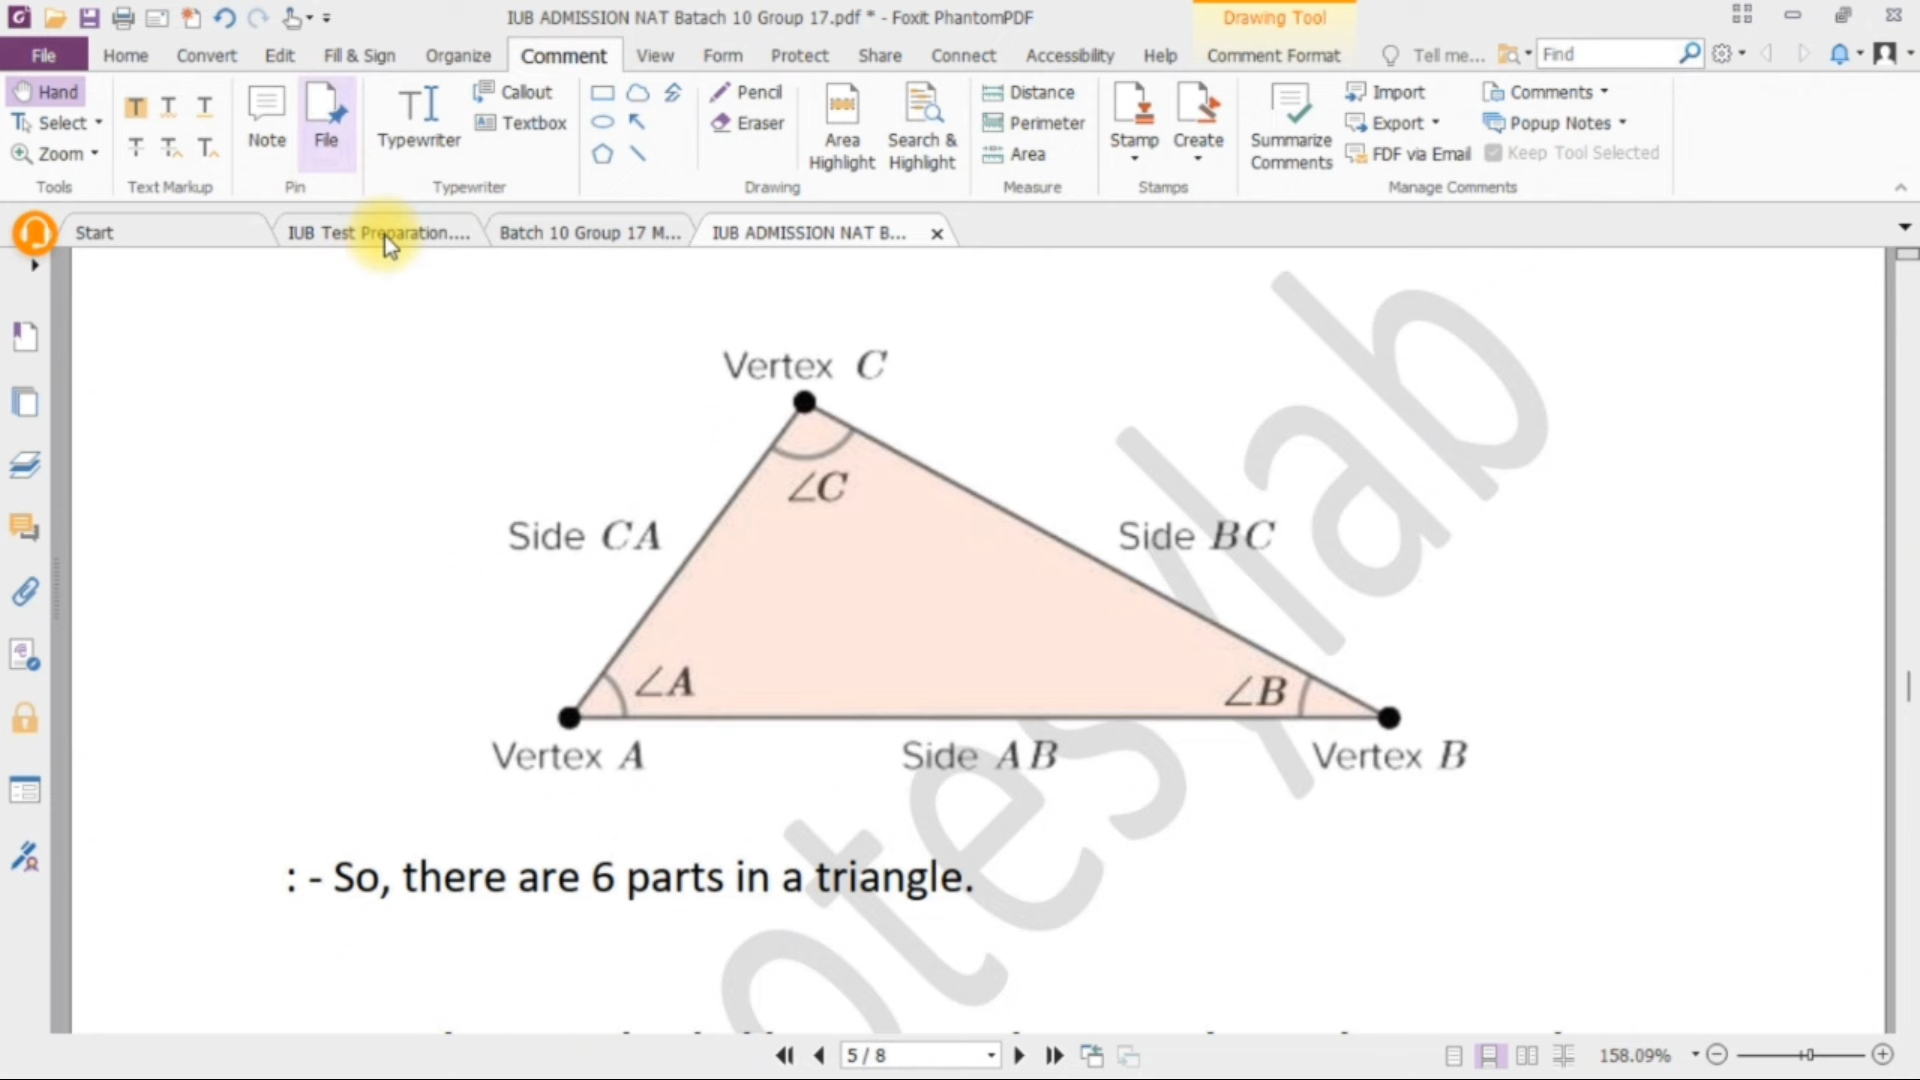 IUB ADMISSION NAT Batach 10 Group 17.pdf * - Foxit PhantomPDF
Drawing Tool
File Home Convert Edit Fill & Sign Organize Comment View Form Protect Share Connect Accessibility Help Comment Format Tell me... Find
Hand
Select
Zoom
Tools
Text Markup
Note
File
Pin
Typewriter
Callout
Textbox
Typewriter
Pencil
Eraser
Area
Highlight
Search &
Highlight
Drawing
Distance
Perimeter
Area
Measure
Stamp
Create
Stamps
Summarize
Comments
Import
Export
FDF via Email
Comments
Popup Notes
Keep Tool Selected
Manage Comments
Start
IUB Test Preparation....
Batch 10 Group 17 M...
IUB ADMISSION NAT B...
Vertex C
∠C
Side CA
Side BC
∠A
∠B
Vertex A
Side AB
Vertex B
: - So, there are 6 parts in a triangle.
5 / 8
158.09%